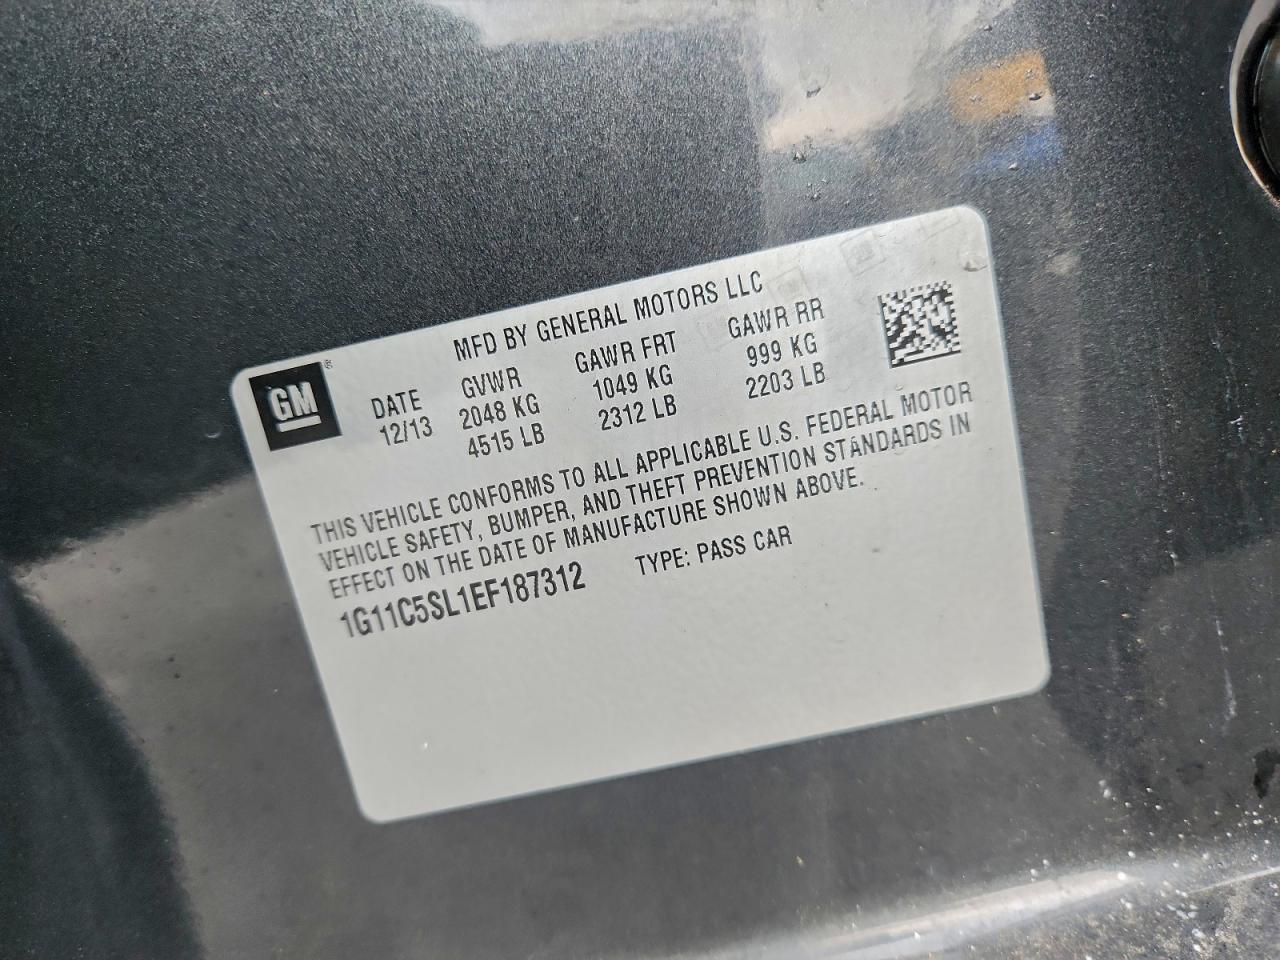 GM ®
MFD BY GENERAL MOTORS LLC
DATE GVWR GAWR FRT GAWR RR
12/13 2048 KG 1049 KG 999 KG
4515 LB 2312 LB 2203 LB
THIS VEHICLE CONFORMS TO ALL APPLICABLE U.S. FEDERAL MOTOR
VEHICLE SAFETY, BUMPER, AND THEFT PREVENTION STANDARDS IN
EFFECT ON THE DATE OF MANUFACTURE SHOWN ABOVE.
1G11C5SL1EF187312 TYPE: PASS CAR